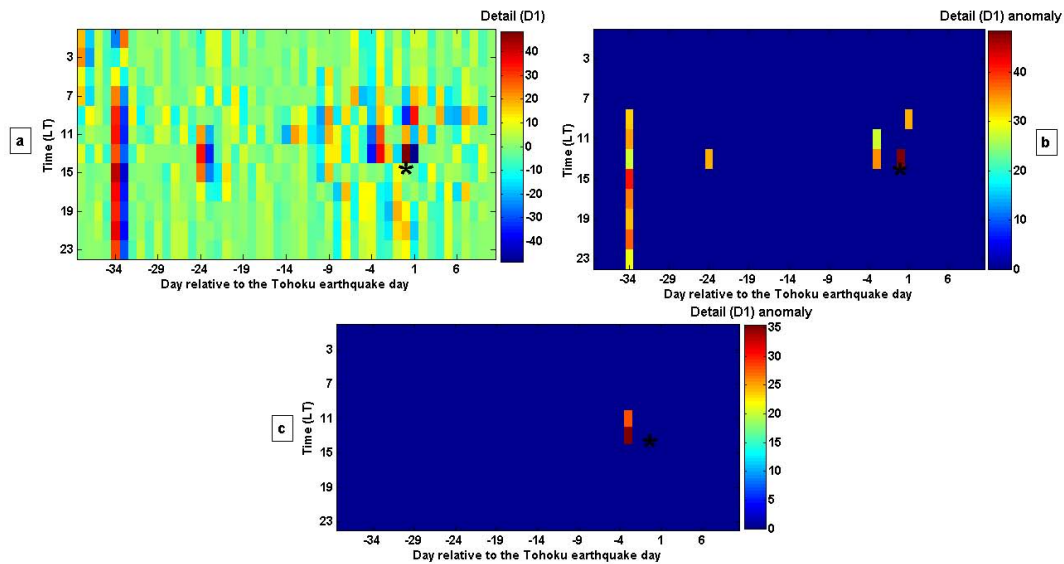 Detail (D1)
a
Time (LT)
3
7
11
15
19
23
-34 -29 -24 -19 -14 -9 -4 1 6
Day relative to the Tohoku earthquake day
40
30
20
10
0
-10
-20
-30
-40
*
Detail (D1) anomaly
b
Time (LT)
3
7
11
15
19
23
-34 -29 -24 -19 -14 -9 -4 1 6
Day relative to the Tohoku earthquake day
40
30
20
10
0
*
Detail (D1) anomaly
c
Time (LT)
3
7
11
15
19
23
-34 -29 -24 -19 -14 -9 -4 1 6
Day relative to the Tohoku earthquake day
35
30
25
20
15
10
5
0
*